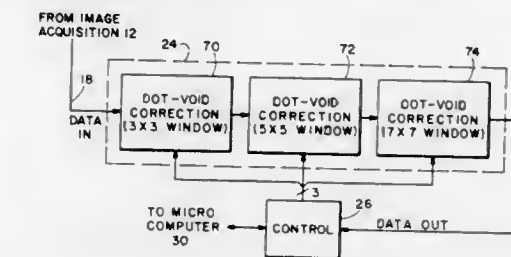 FROM IMAGE
ACQUISITION 12
24
70
72
74
18
DATA
IN
DOT-VOID
CORRECTION
(3X3 WINDOW)
DOT-VOID
CORRECTION
(5X5 WINDOW)
DOT-VOID
CORRECTION
(7X7 WINDOW)
3
26
TO MICRO
COMPUTER
30
CONTROL
DATA OUT